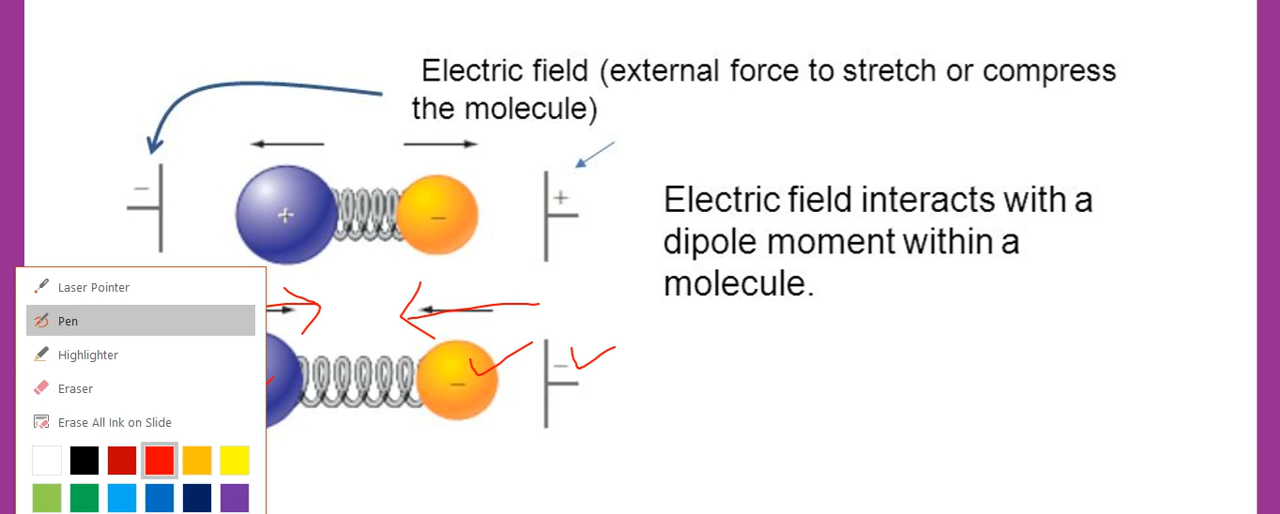 Electric field (external force to stretch or compress
the molecule)
−
+
−
+
Electric field interacts with a
dipole moment within a
molecule.
Laser Pointer
Pen
Highlighter
Eraser
Erase All Ink on Slide
−
−